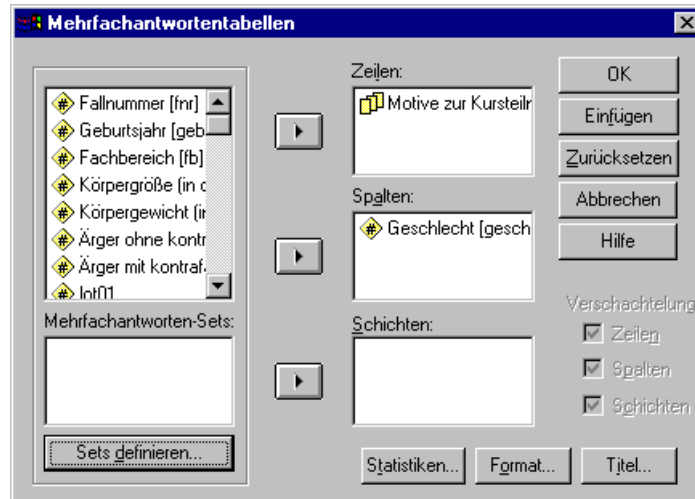 Mehrfachantwortentabellen
Fallnummer [fnr]
Geburtsjahr [geb
Fachbereich [fb]
Körpergröße (in c
Körpergewicht (in
Ärger ohne kontr
Ärger mit kontraf
lot01
Mehrfachantworten-Sets:
Sets definieren...
Zeilen:
Motive zur Kursteilr
Spalten:
Geschlecht [gesch
Schichten:
OK
Einfügen
Zurücksetzen
Abbrechen
Hilfe
Verschachtelung
Zeilen
Spalten
Schichten
Statistiken...
Format...
Titel...